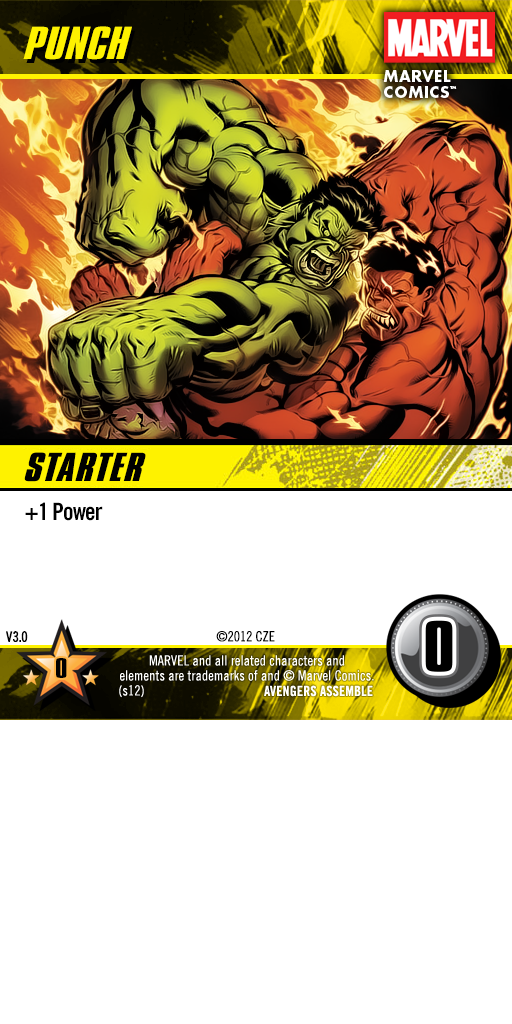 PUNCH
MARVEL
MARVEL
COMICS™
STARTER
+1 Power
V3.0
©2012 CZE
0
0
MARVEL and all related characters and
elements are trademarks of and © Marvel Comics.
(s12) AVENGERS ASSEMBLE